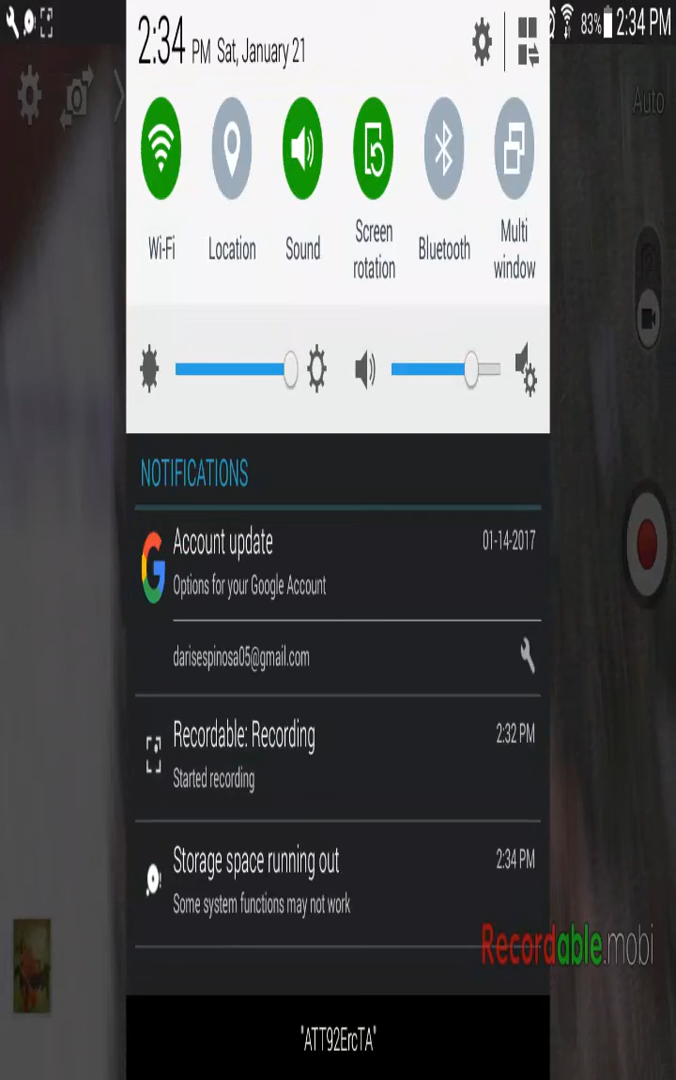 83% 2:34 PM
2:34 PM Sat, January 21
Auto
Wi-Fi
Location
Sound
Screen rotation
Bluetooth
Multi window
NOTIFICATIONS
Account update 01-14-2017
Options for your Google Account
darisespinosa05@gmail.com
Recordable: Recording 2:32 PM
Started recording
Storage space running out 2:34 PM
Some system functions may not work
Recordable.mobi
"ATT92ErcTA"